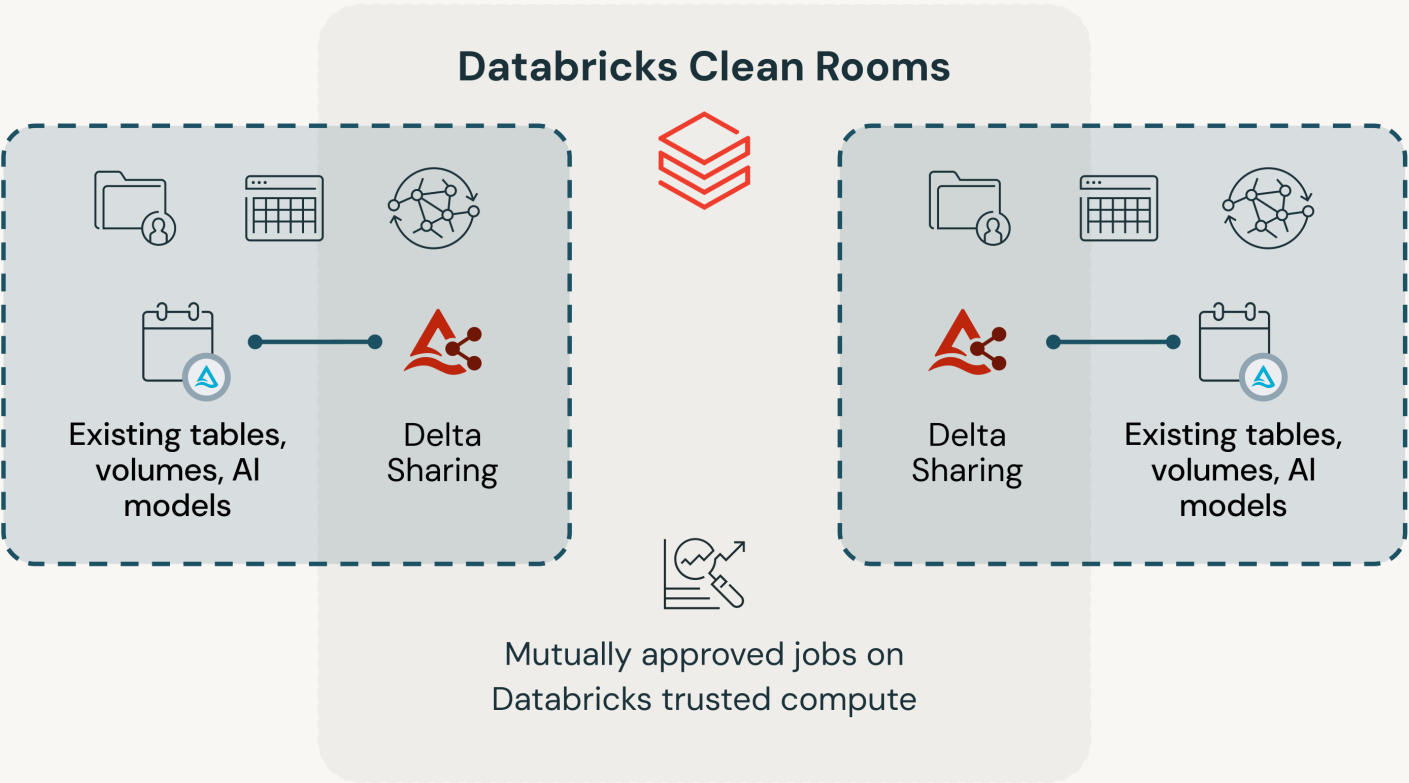 Databricks Clean Rooms
Existing tables,
volumes, AI
models
Delta
Sharing
Delta
Sharing
Existing tables,
volumes, AI
models
Mutually approved jobs on
Databricks trusted compute